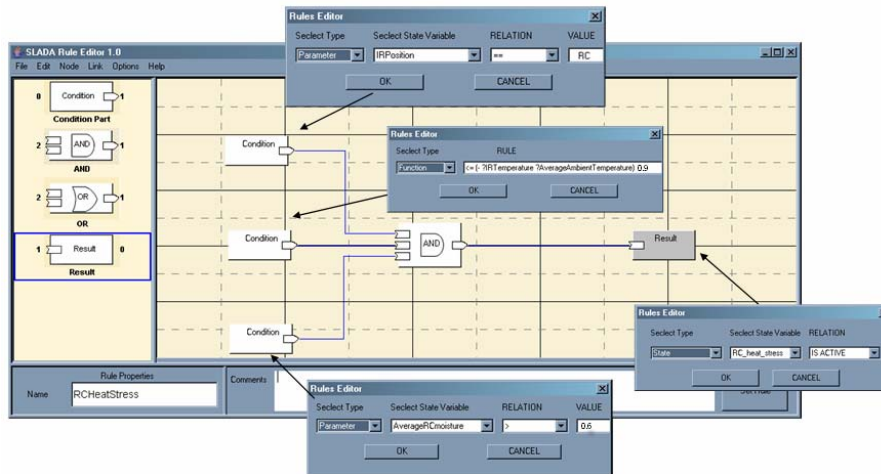 Rules Editor
Seclect Type Seclect State Variable RELATION VALUE
Parameter IRPosition == RC
OK CANCEL
SLADA Rule Editor 1.0
File Edit Node Link Options Help
0 Condition 1
Condition Part
2 AND 1
AND
2 OR 1
OR
1 Result 0
Result
Condition
Rules Editor
Seclect Type RULE
Function <= (- ?IRTemperature ?AverageAmbientTemperature) 0.9
OK CANCEL
Condition
AND
Result
Condition
Rules Editor
Seclect Type Seclect State Variable RELATION
State RC_heat_stress IS ACTIVE
OK CANCEL
Rule Properties
Name RCHeatStress
Comments
Rules Editor
Seclect Type Seclect State Variable RELATION VALUE
Parameter AverageRCmoisture > 0.6
OK CANCEL